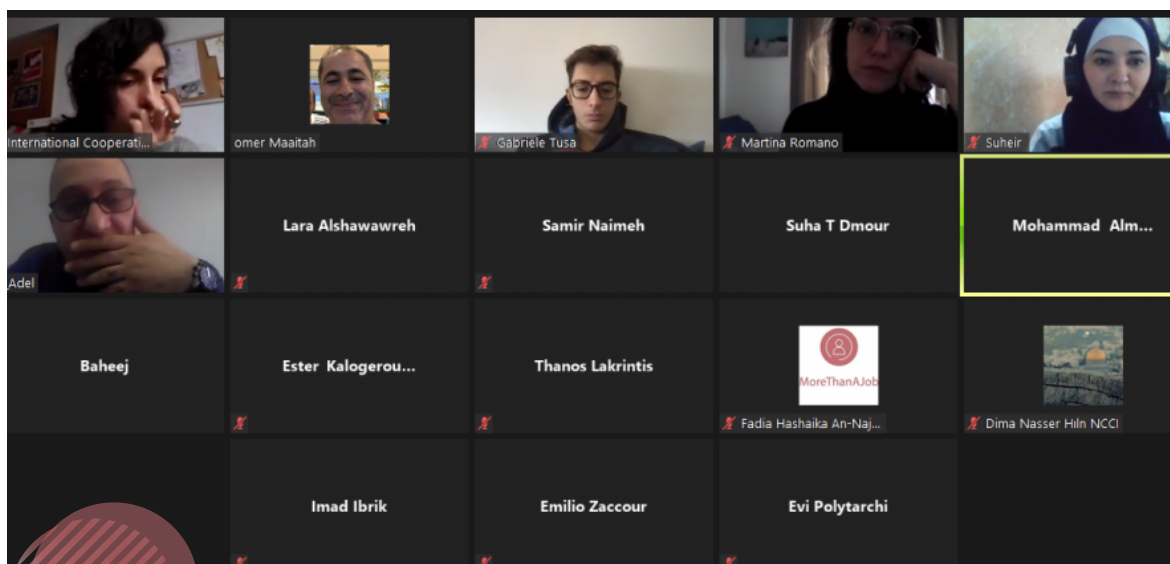 International Cooperati...
omer Maaitah
Gabriele Tusa
Martina Romano
Suheir
Adel
Lara Alshawawreh
Samir Naimeh
Suha T Dmour
Mohammad Alm...
Baheej
Ester Kalogerou...
Thanos Lakrintis
MoreThanAJob
Fadia Hashaika An-Naj...
Dima Nasser Hiln NCCI
Imad Ibrik
Emilio Zaccour
Evi Polytarchi